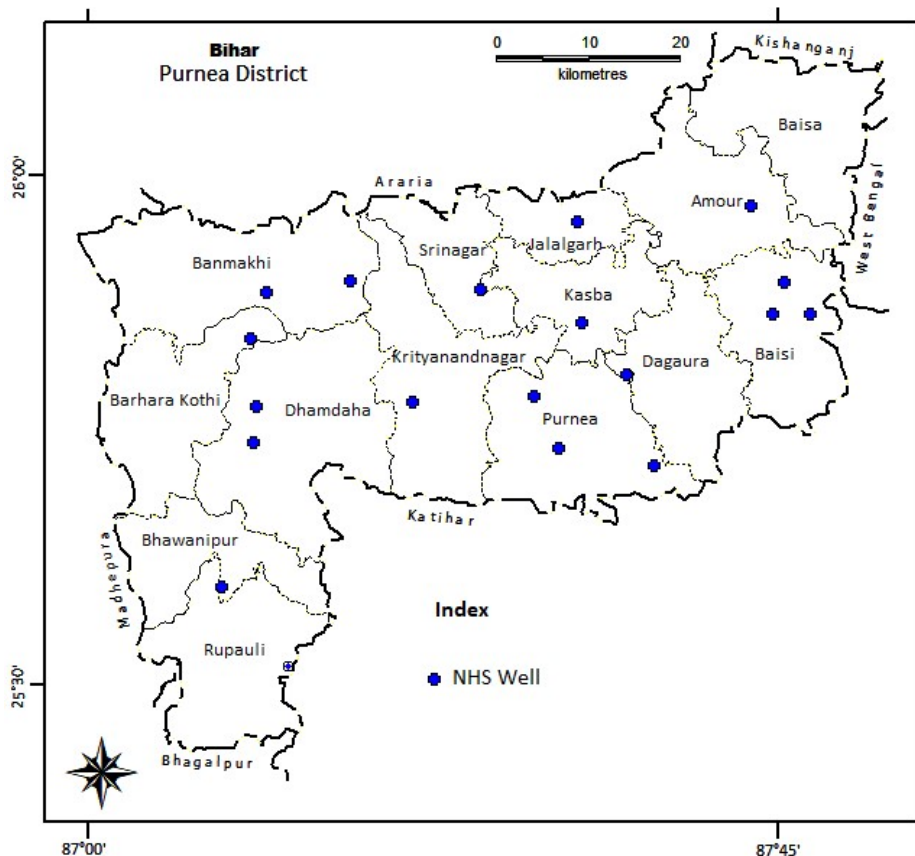 Bihar
Purnea District
0 10 20
kilometres
Kishanganj
Baisa
26°00'
Araria
Amour
West Bengal
Srinagar
Jalalgarh
Banmakhi
Kasba
Krityanandnagar
Dagaura
Baisi
Barhara Kothi
Dhamdaha
Purnea
Katihar
Madhepura
Bhawanipur
Index
Rupauli
NHS Well
25°30'
Bhagalpur
87°00'
87°45'